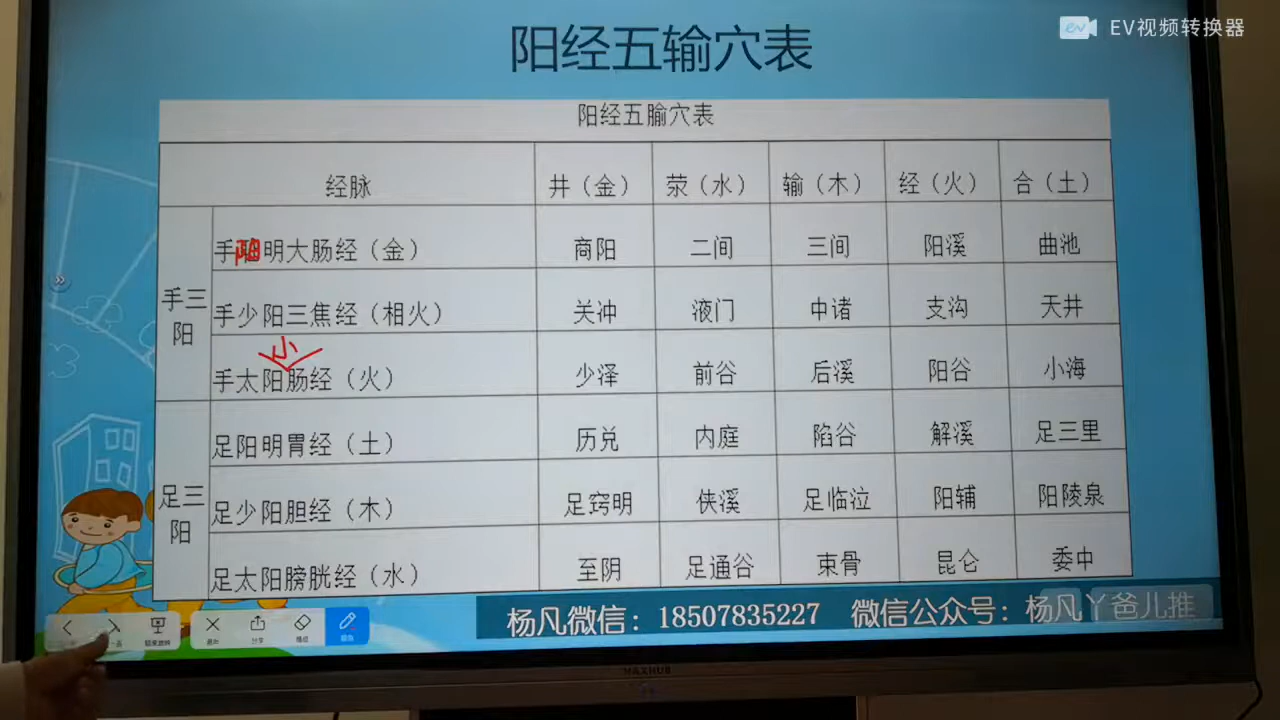 EV视频转换器
阳经五输穴表
阳经五腧穴表
经脉 井（金） 荥（水） 输（木） 经（火） 合（土）
手三阳
手阳明大肠经（金） 商阳 二间 三间 阳溪 曲池
手少阳三焦经（相火） 关冲 液门 中诸 支沟 天井
小
手太阳肠经（火） 少泽 前谷 后溪 阳谷 小海
足三阳
足阳明胃经（土） 历兑 内庭 陷谷 解溪 足三里
足少阳胆经（木） 足窍明 侠溪 足临泣 阳辅 阳陵泉
足太阳膀胱经（水） 至阴 足通谷 束骨 昆仑 委中
杨凡微信：18507835227 微信公众号：杨凡丫爸儿推
MAXHUB